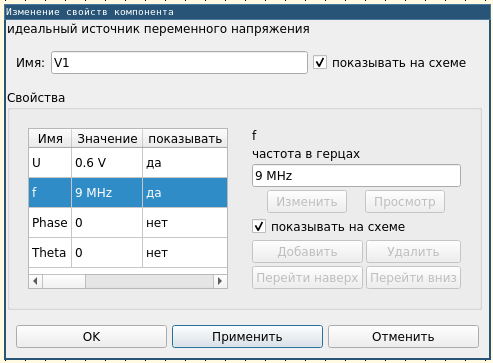 Изменение свойств компонента
идеальный источник переменного напряжения
Имя: V1 показывать на схеме
Свойства
Имя Значение показывать
U 0.6 V да
f 9 MHz да
Phase 0 нет
Theta 0 нет
f
частота в герцах
9 MHz
Изменить Просмотр
показывать на схеме
Добавить Удалить
Перейти наверх Перейти вниз
OK Применить Отменить